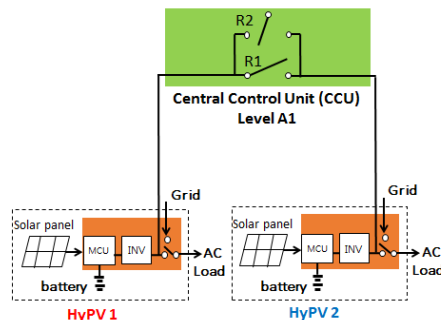 R2
R1
Central Control Unit (CCU)
Level A1
Grid
Solar panel
MCU
INV
AC
Load
battery
HyPV 1
Grid
Solar panel
MCU
INV
AC
Load
battery
HyPV 2